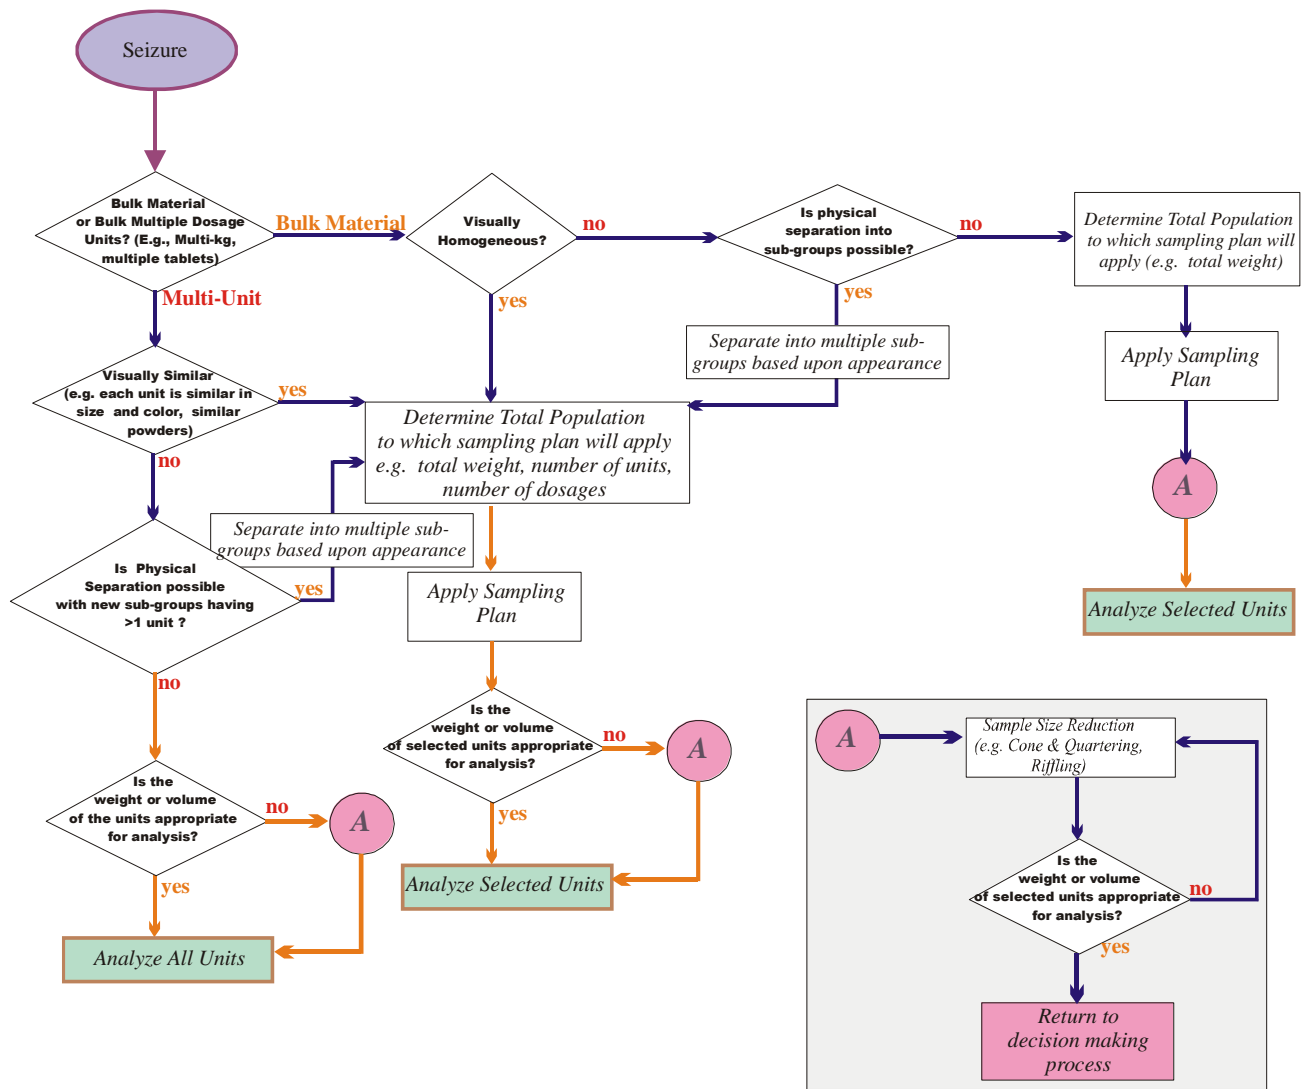 Seizure
Bulk Material
or Bulk Multiple Dosage
Units? (E.g., Multi-kg,
multiple tablets)
Bulk Material
Visually
Homogeneous?
no
Is physical
separation into
sub-groups possible?
no
Determine Total Population
to which sampling plan will
apply (e.g. total weight)
Multi-Unit
yes
yes
Separate into multiple sub-
groups based upon appearance
Apply Sampling
Plan
Visually Similar
(e.g. each unit is similar in
size and color, similar
powders)
yes
Determine Total Population
to which sampling plan will apply
e.g. total weight, number of units,
number of dosages
no
A
Separate into multiple sub-
groups based upon appearance
Is Physical
Separation possible
with new sub-groups having
>1 unit ?
yes
Apply Sampling
Plan
Analyze Selected Units
no
Is the
weight or volume
of selected units appropriate
for analysis?
no
A
yes
Analyze Selected Units
Is the
weight or volume
of the units appropriate
for analysis?
no
A
yes
Analyze All Units
A
Sample Size Reduction
(e.g. Cone & Quartering,
Riffling)
Is the
weight or volume
of selected units appropriate
for analysis?
no
yes
Return to
decision making
process